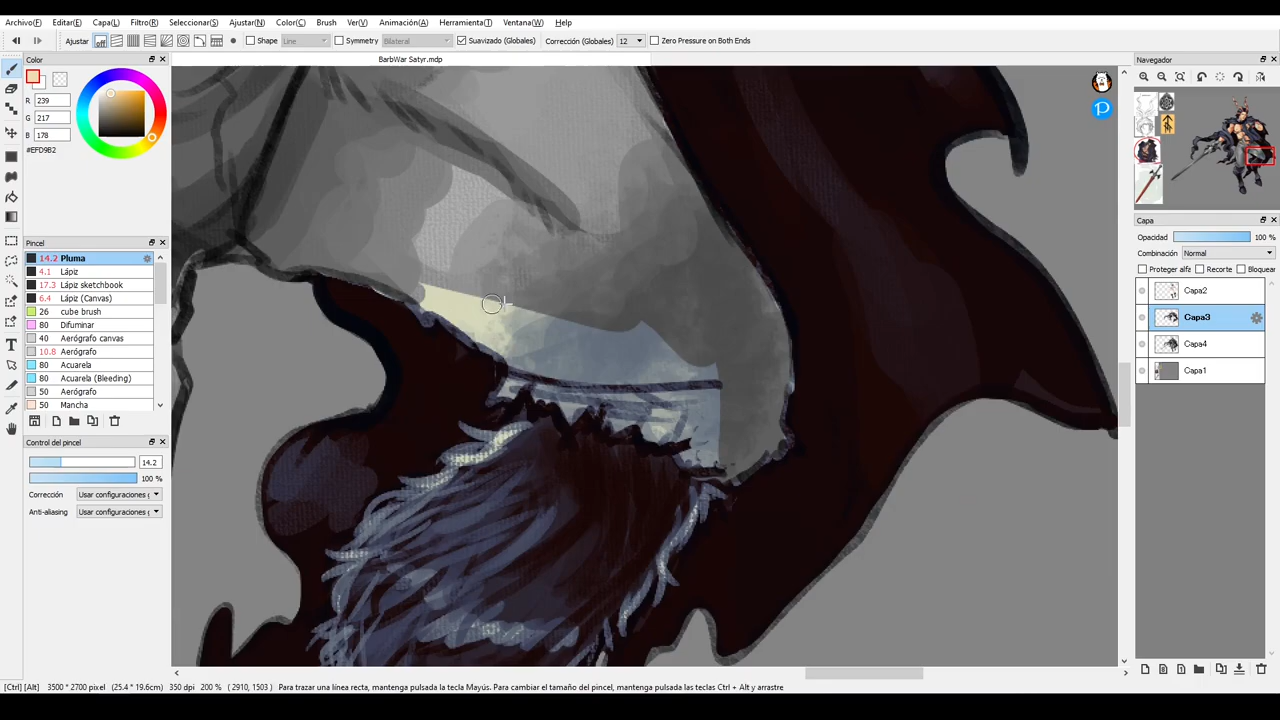 Archivo(F) Editar(E) Capa(L) Filtro(R) Seleccionar(S) Ajustar(N) Color(C) Brush Ver(V) Animación(A) Herramienta(T) Ventana(W) Help
Ajustar off Shape Line Symmetry Bilateral Suavizado (Globales) Corrección (Globales) 12 Zero Pressure on Both Ends
BarbWar Satyr.mdp
Color
R 239
G 217
B 178
#EFD9B2
Pincel
14.2 Pluma
4.1 Lápiz
17.3 Lápiz sketchbook
6.4 Lápiz (Canvas)
26 cube brush
80 Difuminar
40 Aerógrafo canvas
10.8 Aerógrafo
80 Acuarela
80 Acuarela (Bleeding)
50 Aerógrafo
50 Mancha
Control del pincel
14.2
100 %
Corrección Usar configuraciones g
Anti-aliasing Usar configuraciones g
Navegador
Capa
Opacidad 100 %
Combinación Normal
Proteger alfa Recorte Bloquear
Capa2
Capa3
Capa4
Capa1
[Ctrl] [Alt] 3500 * 2700 pixel (25.4 * 19.6cm) 350 dpi 200 % ( 2910, 1503 ) Para trazar una línea recta, mantenga pulsada la tecla Mayús. Para cambiar el tamaño del pincel, mantenga pulsadas las teclas Ctrl + Alt y arrastre